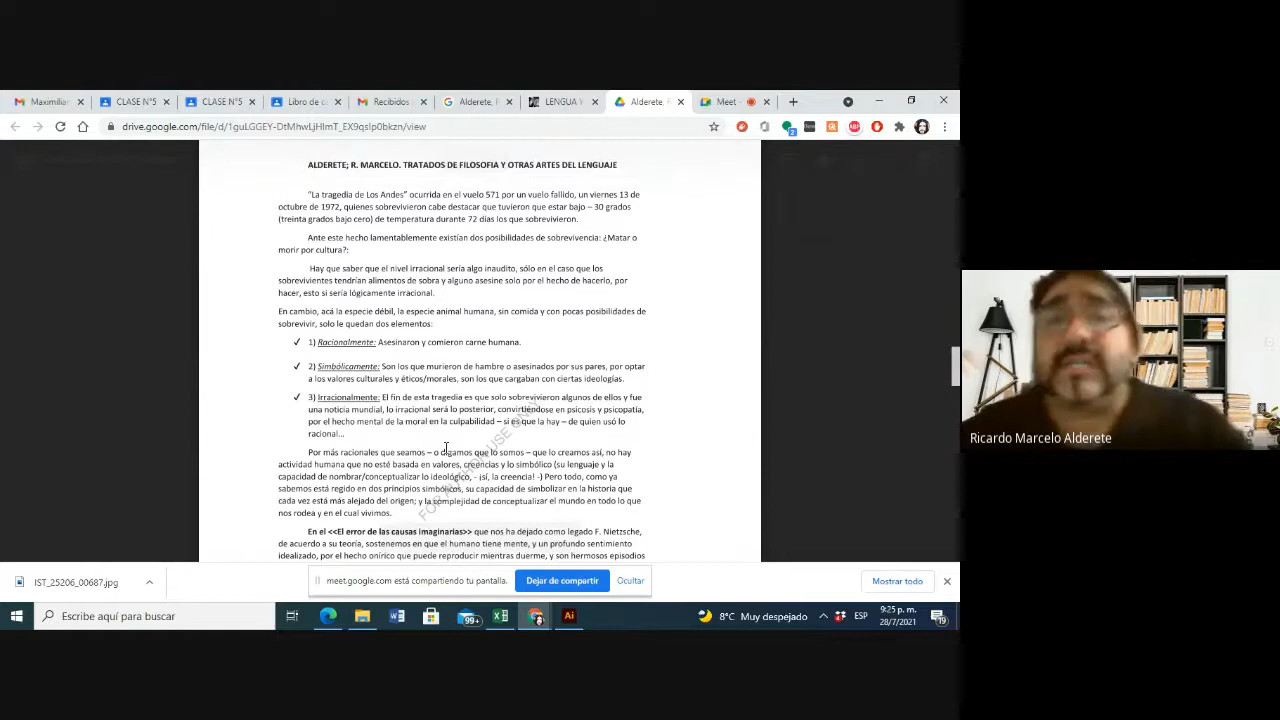 Maximilian
CLASE N°5
CLASE N°5
Libro de c
Recibidos
Alderete,
LENGUA Y
Alderete,
Meet -
drive.google.com/file/d/1guLGGEY-DtMhwLjHImT_EX9qsIp0bkzn/view
ALDERETE; R. MARCELO. TRATADOS DE FILOSOFIA Y OTRAS ARTES DEL LENGUAJE
"La tragedia de Los Andes" ocurrida en el vuelo 571 por un vuelo fallido, un viernes 13 de
octubre de 1972, quienes sobrevivieron cabe destacar que tuvieron que estar bajo – 30 grados
(treinta grados bajo cero) de temperatura durante 72 días los que sobrevivieron.
Ante este hecho lamentablemente existían dos posibilidades de sobrevivencia: ¿Matar o
morir por cultura?:
Hay que saber que el nivel irracional sería algo inaudito, sólo en el caso que los
sobrevivientes tendrían alimentos de sobra y alguno asesine solo por el hecho de hacerlo, por
hacer, esto si sería lógicamente irracional.
En cambio, acá la especie débil, la especie animal humana, sin comida y con pocas posibilidades de
sobrevivir, solo le quedan dos elementos:
✓ 1) Racionalmente: Asesinaron y comieron carne humana.
✓ 2) Simbólicamente: Son los que murieron de hambre o asesinados por sus pares, por optar
a los valores culturales y éticos/morales, son los que cargaban con ciertas ideologías.
✓ 3) Irracionalmente: El fin de esta tragedia es que solo sobrevivieron algunos de ellos y fue
una noticia mundial, lo irracional será lo posterior, convirtiéndose en psicosis y psicopatía,
por el hecho mental de la moral en la culpabilidad – si es que la hay – de quien usó lo
racional...
Por más racionales que seamos – o digamos que lo somos – que lo creamos así, no hay
actividad humana que no esté basada en valores, creencias y lo simbólico (su lenguaje y la
capacidad de nombrar/conceptualizar lo ideológico, - ¡sí, la creencia! -) Pero todo, como ya
sabemos está regido en dos principios simbólicos, su capacidad de simbolizar en la historia que
cada vez está más alejado del origen; y la complejidad de conceptualizar el mundo en todo lo que
nos rodea y en el cual vivimos.
En el <<El error de las causas imaginarias>> que nos ha dejado como legado F. Nietzsche,
de acuerdo a su teoría, sostenemos en que el humano tiene mente, y un profundo sentimiento
idealizado, por el hecho onírico que puede reproducir mientras duerme, y son hermosos episodios
FOR AUTHOR USE ONLY
Ricardo Marcelo Alderete
IST_25206_00687.jpg
meet.google.com está compartiendo tu pantalla.
Dejar de compartir
Ocultar
Mostrar todo
Escribe aquí para buscar
99+
8°C Muy despejado
ESP
9:25 p. m.
28/7/2021
19